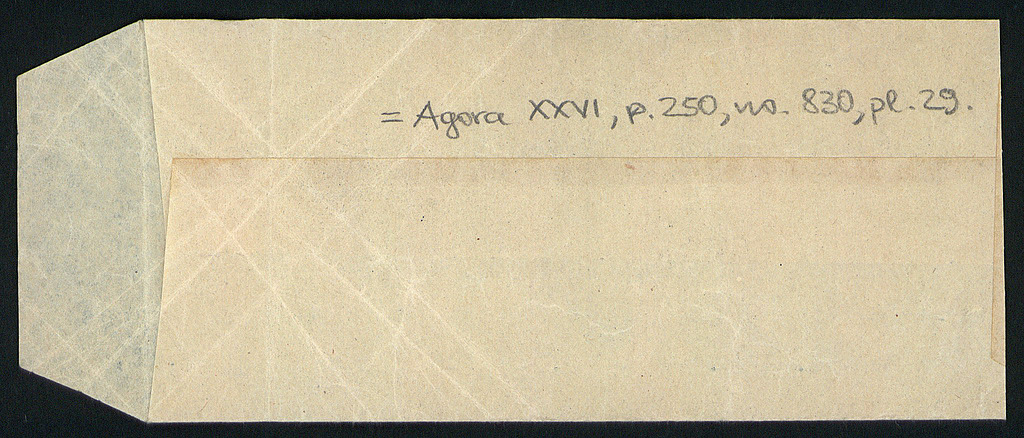 = Agora XXVI, p. 250, no. 830, pl. 29.